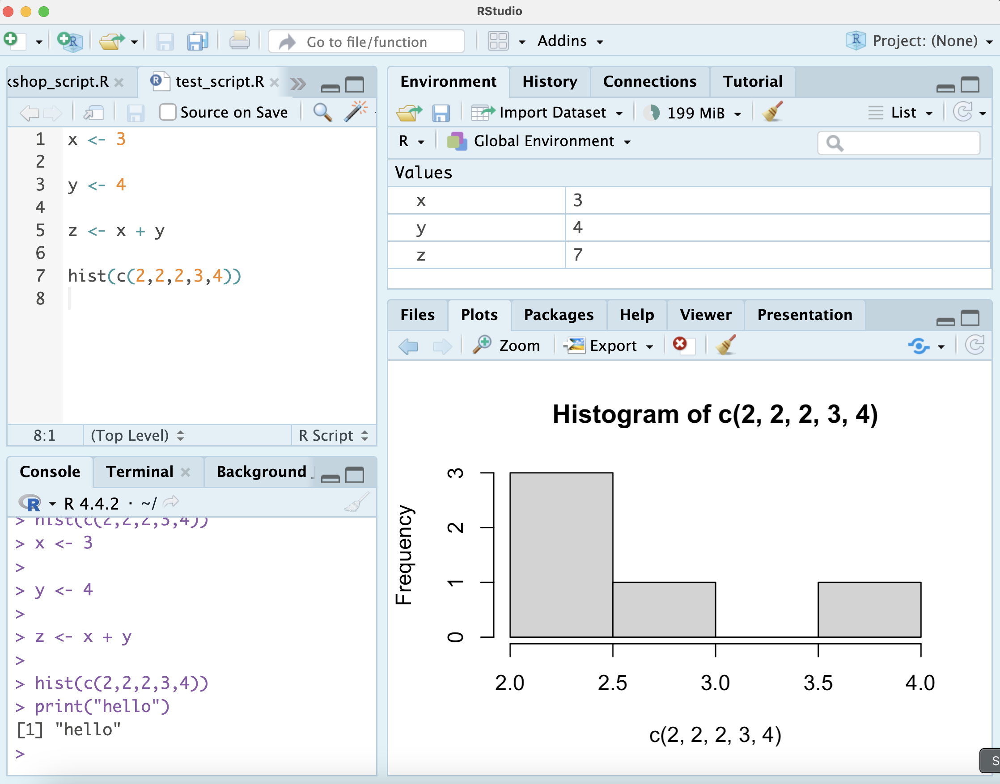 RStudio
Go to file/function
Addins
Project: (None)
kshop_script.R
test_script.R
Source on Save
1 x <- 3
2
3 y <- 4
4
5 z <- x + y
6
7 hist(c(2,2,2,3,4))
8
8:1 (Top Level) R Script
Console Terminal Background
R 4.4.2 · ~/
> hist(c(2,2,2,3,4))
> x <- 3
>
> y <- 4
>
> z <- x + y
>
> hist(c(2,2,2,3,4))
> print("hello")
[1] "hello"
>
Environment History Connections Tutorial
Import Dataset 199 MiB List
R Global Environment
Values
x 3
y 4
z 7
Files Plots Packages Help Viewer Presentation
Zoom Export
Histogram of c(2, 2, 2, 3, 4)
Frequency
3
2
1
0
2.0 2.5 3.0 3.5 4.0
c(2, 2, 2, 3, 4)
S